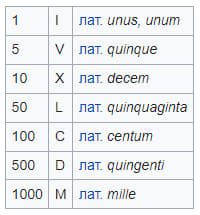 1 I лат. unus, unum
5 V лат. quinque
10 X лат. decem
50 L лат. quinquaginta
100 C лат. centum
500 D лат. quingenti
1000 M лат. mille